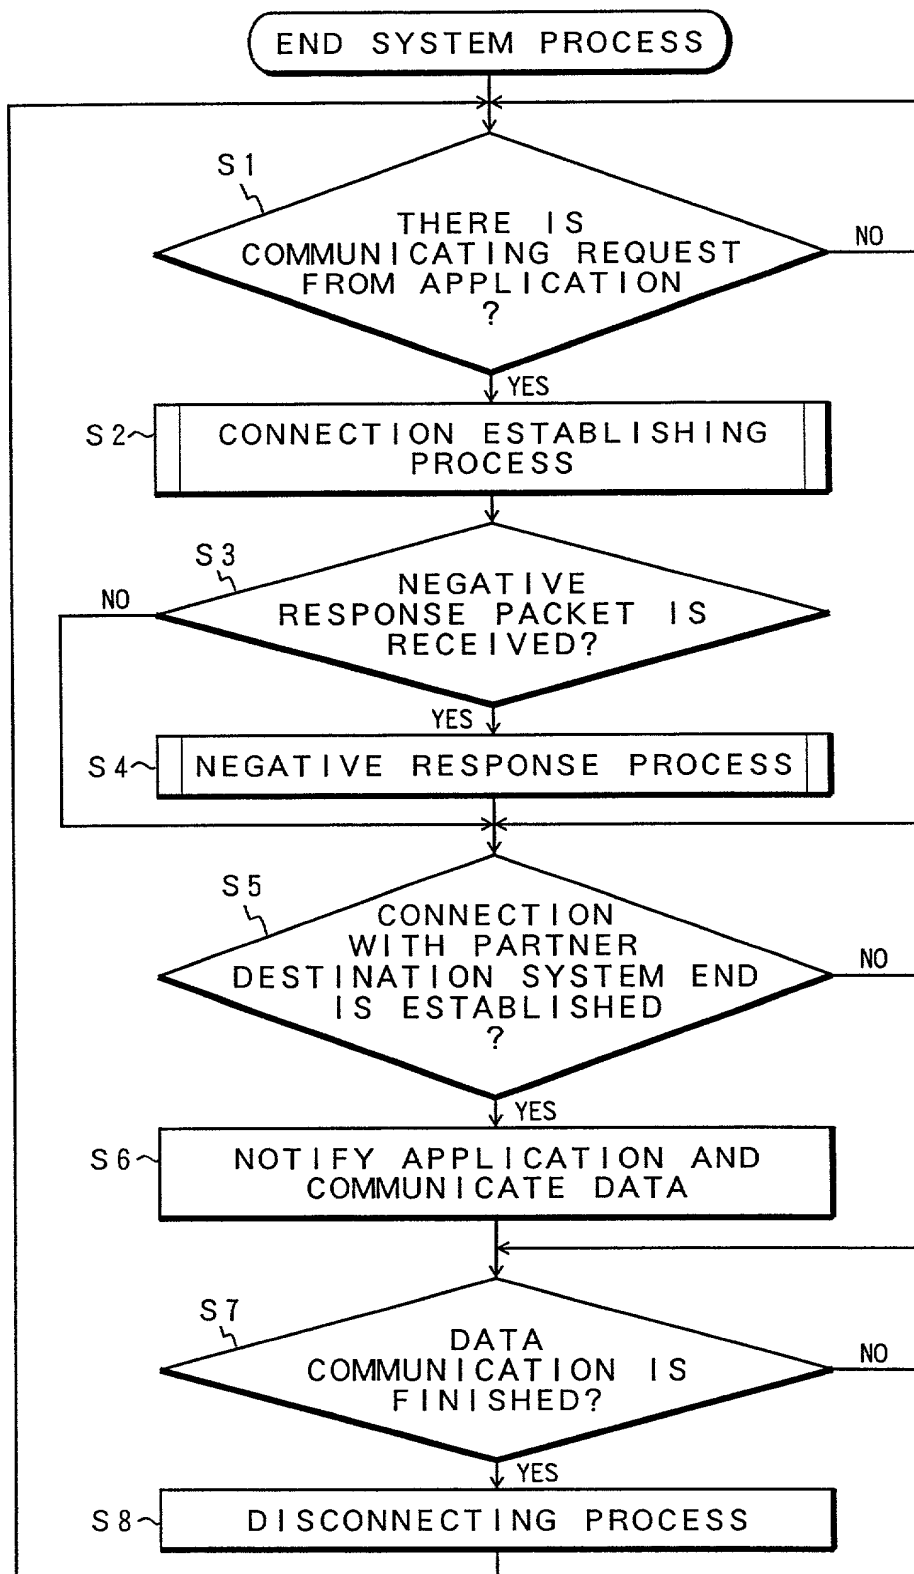 END SYSTEM PROCESS
S1
THERE IS
COMMUNICATING REQUEST
FROM APPLICATION
?
NO
YES
S2
CONNECTION ESTABLISHING
PROCESS
S3
NO
NEGATIVE
RESPONSE PACKET IS
RECEIVED?
YES
S4
NEGATIVE RESPONSE PROCESS
S5
CONNECTION
WITH PARTNER
DESTINATION SYSTEM END
IS ESTABLISHED
?
NO
YES
S6
NOTIFY APPLICATION AND
COMMUNICATE DATA
S7
DATA
COMMUNICATION IS
FINISHED?
NO
YES
S8
DISCONNECTING PROCESS